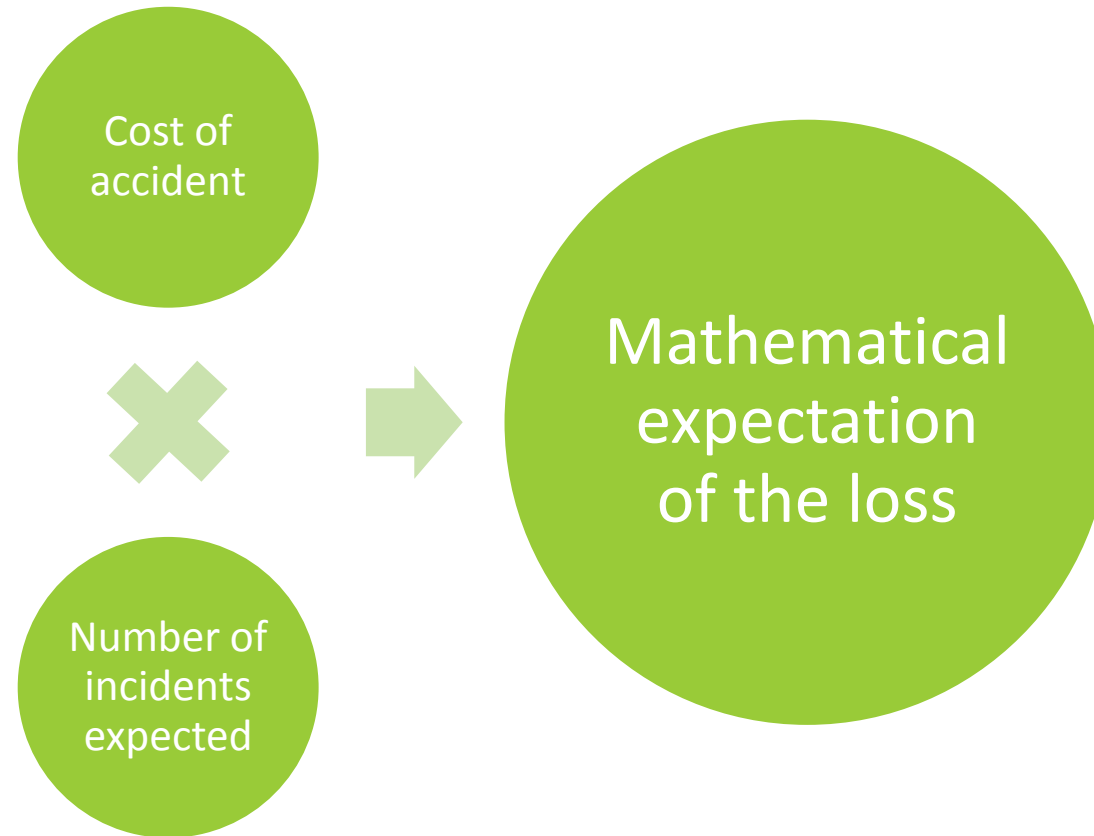 Cost of
accident
Number of
incidents
expected
Mathematical
expectation
of the loss